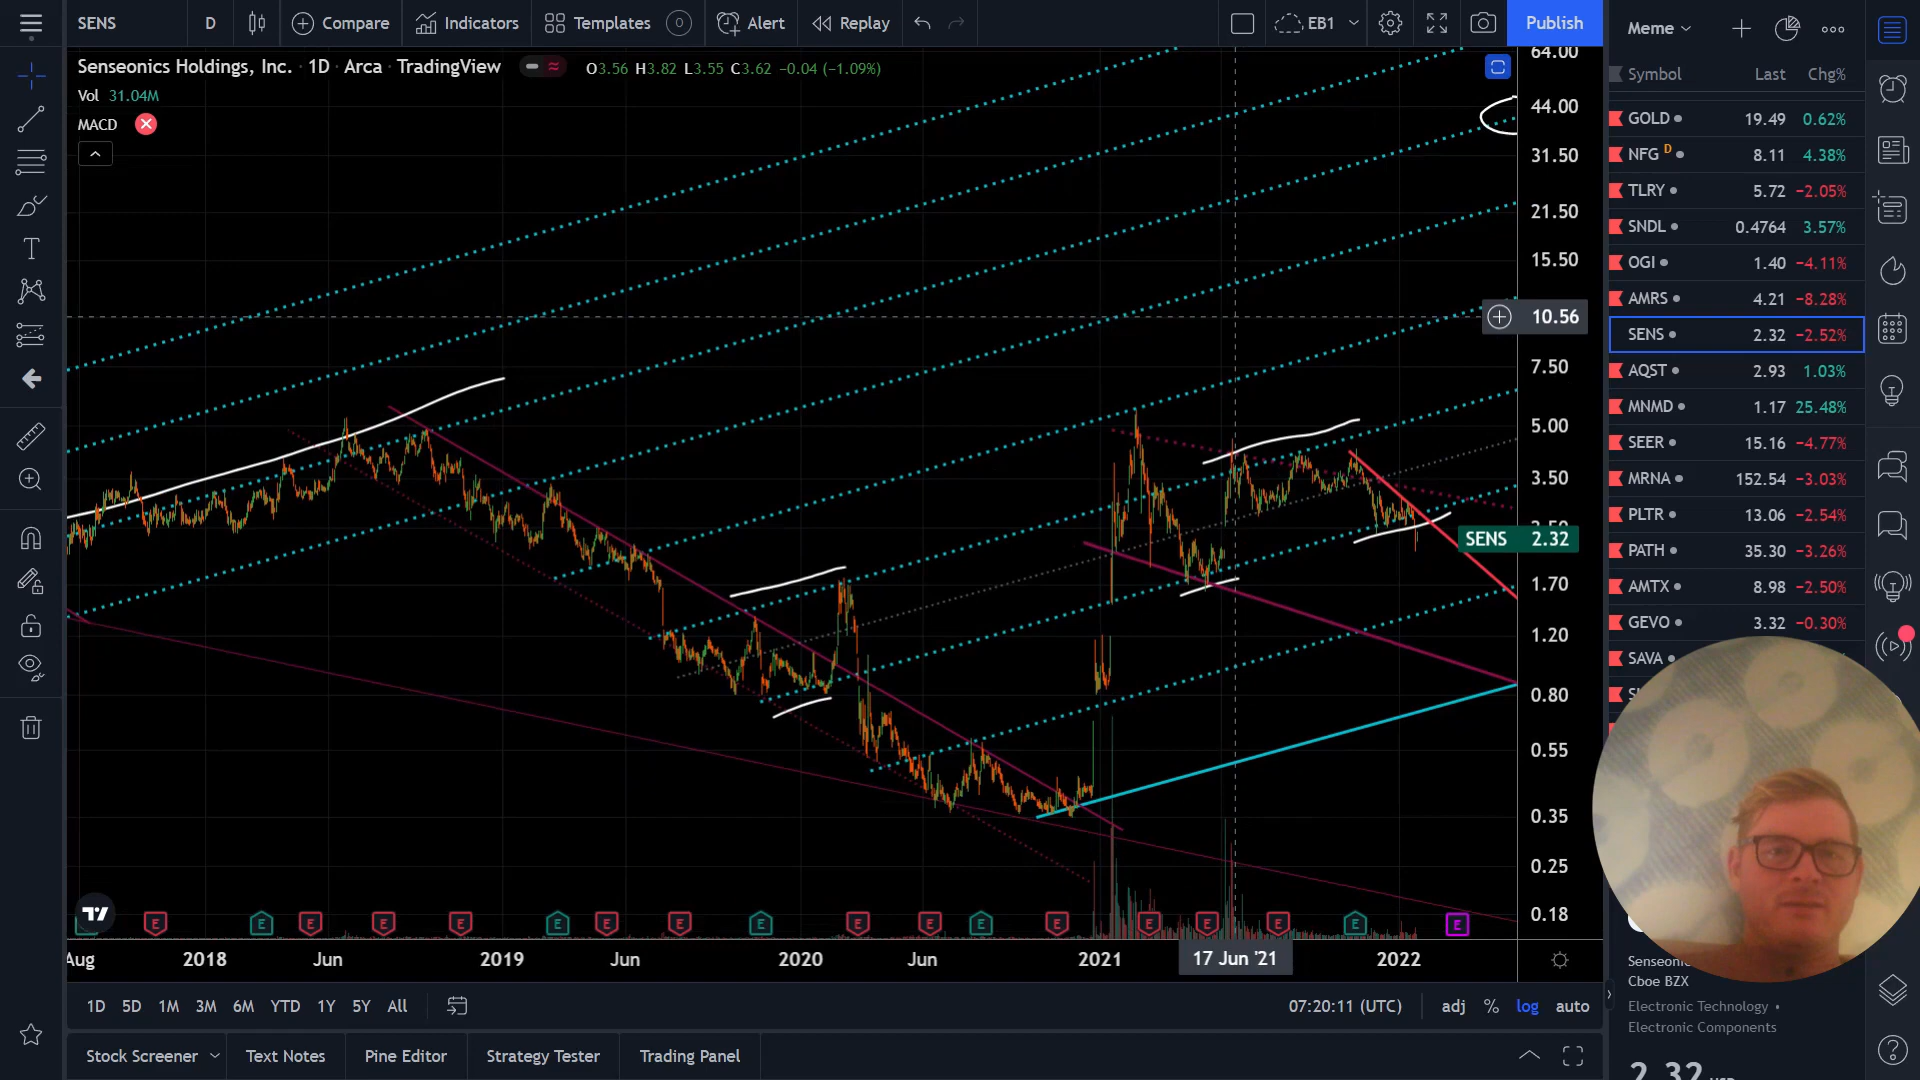 SENS D Compare Indicators Templates Alert Replay EB1 Publish
Senseonics Holdings, Inc. · 1D · Arca · TradingView O3.56 H3.82 L3.55 C3.62 −0.04 (−1.09%)
Vol 31.04M
MACD
64.00
44.00
31.50
21.50
15.50
10.56
7.50
5.00
3.50
SENS 2.32
1.70
1.20
0.80
0.55
0.35
0.25
0.18
E E E E E E E E E E E E E E E E E E
Aug 2018 Jun 2019 Jun 2020 Jun 2021 17 Jun '21 2022
1D 5D 1M 3M 6M YTD 1Y 5Y All 07:20:11 (UTC) adj % log auto
Stock Screener Text Notes Pine Editor Strategy Tester Trading Panel
Meme
Symbol Last Chg%
GOLD 19.49 0.62%
NFG D 8.11 4.38%
TLRY 5.72 −2.05%
SNDL 0.4764 3.57%
OGI 1.40 −4.11%
AMRS 4.21 −8.28%
SENS 2.32 −2.52%
AQST 2.93 1.03%
MNMD 1.17 25.48%
SEER 15.16 −4.77%
MRNA 152.54 −3.03%
PLTR 13.06 −2.54%
PATH 35.30 −3.26%
AMTX 8.98 −2.50%
GEVO 3.32 −0.30%
SAVA
Cboe BZX
Electronic Technology •
Electronic Components
2.32